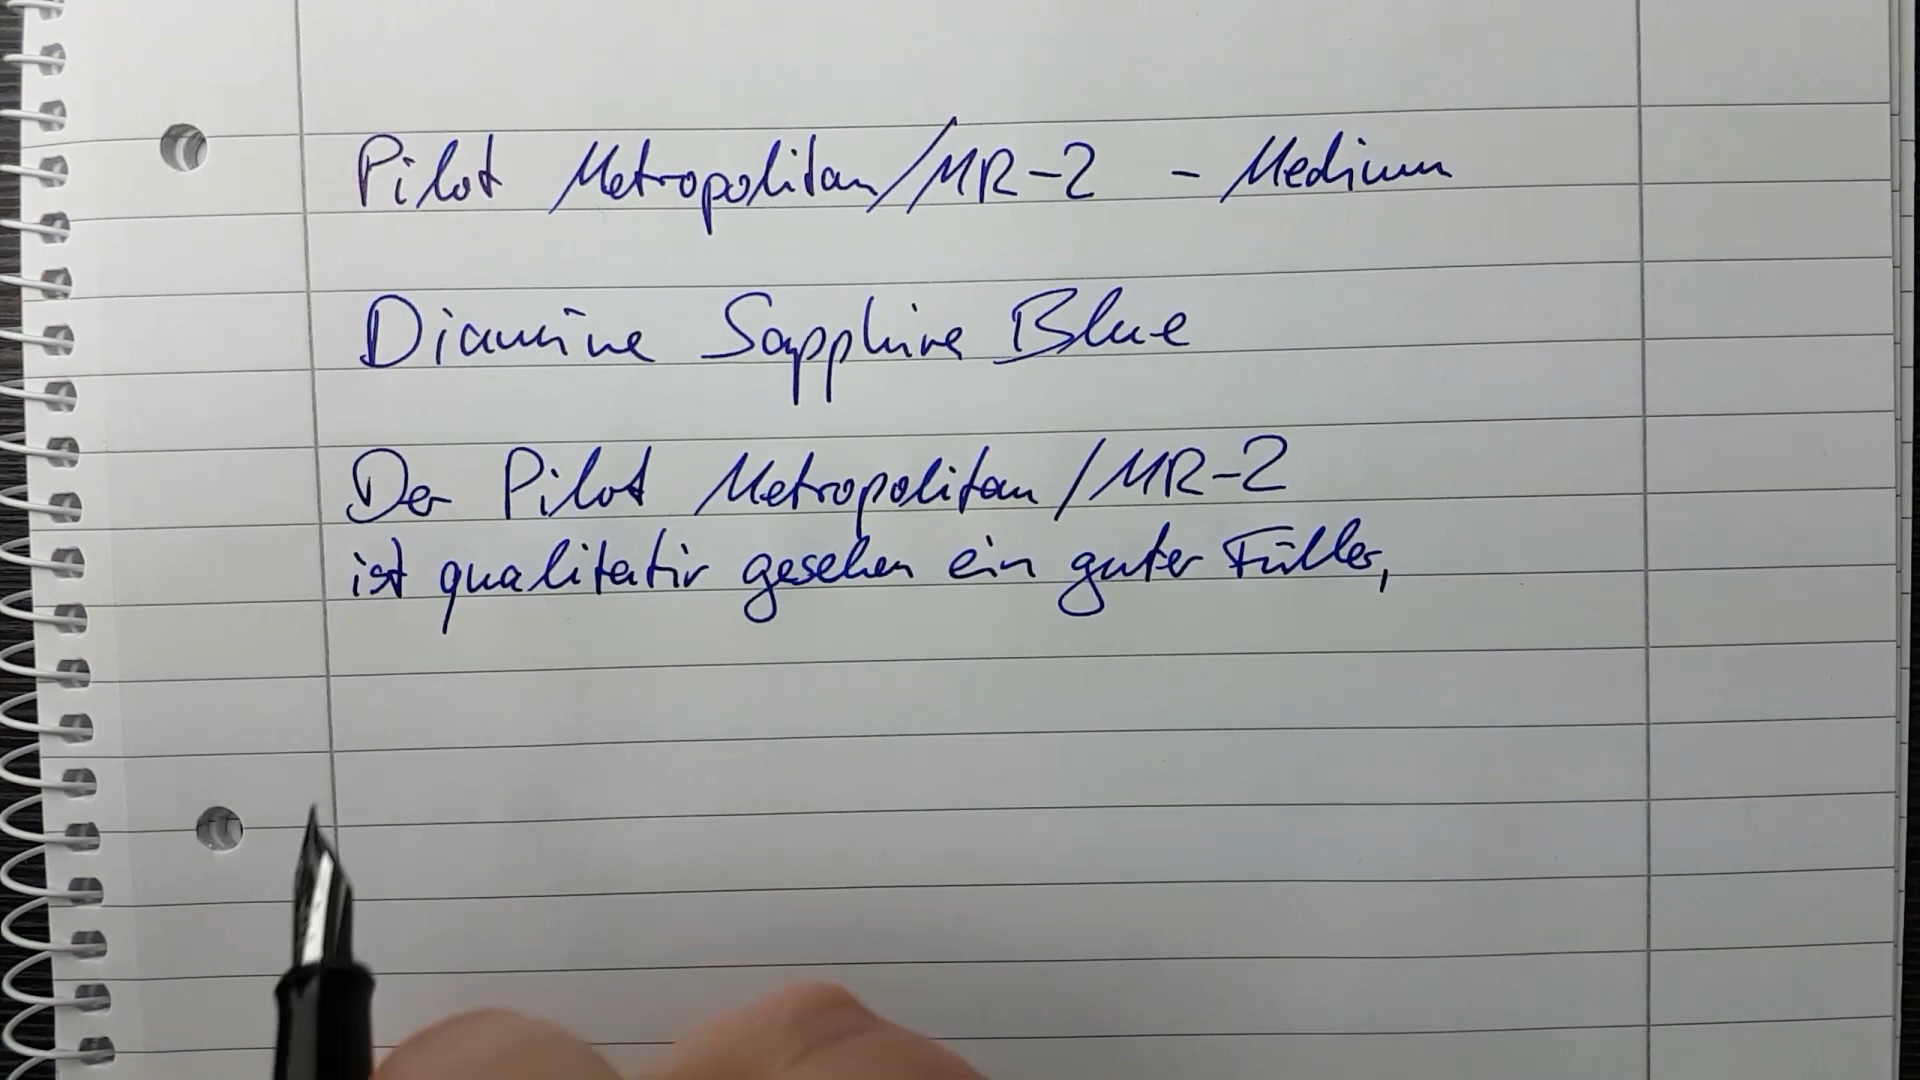 Pilot Metropolitan/MR-2 - Medium
Diamine Sapphire Blue
Der Pilot Metropolitan/MR-2
ist qualitativ gesehen ein guter Füller,